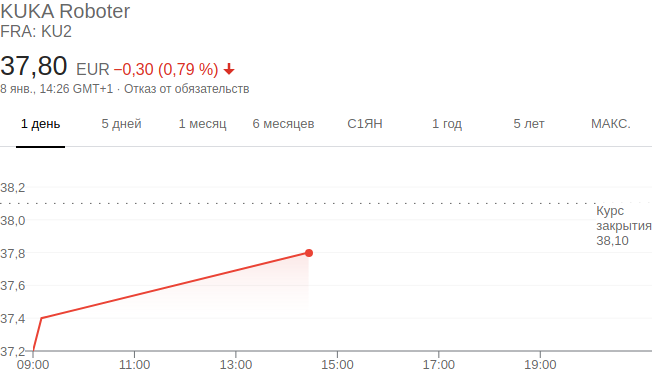 KUKA Roboter
FRA: KU2
37,80 EUR −0,30 (0,79 %)
8 янв., 14:26 GMT+1 · Отказ от обязательств
1 день 5 дней 1 месяц 6 месяцев С1ЯН 1 год 5 лет МАКС.
38,2
38,0
37,8
37,6
37,4
37,2
Курс
закрытия
38,10
09:00 11:00 13:00 15:00 17:00 19:00